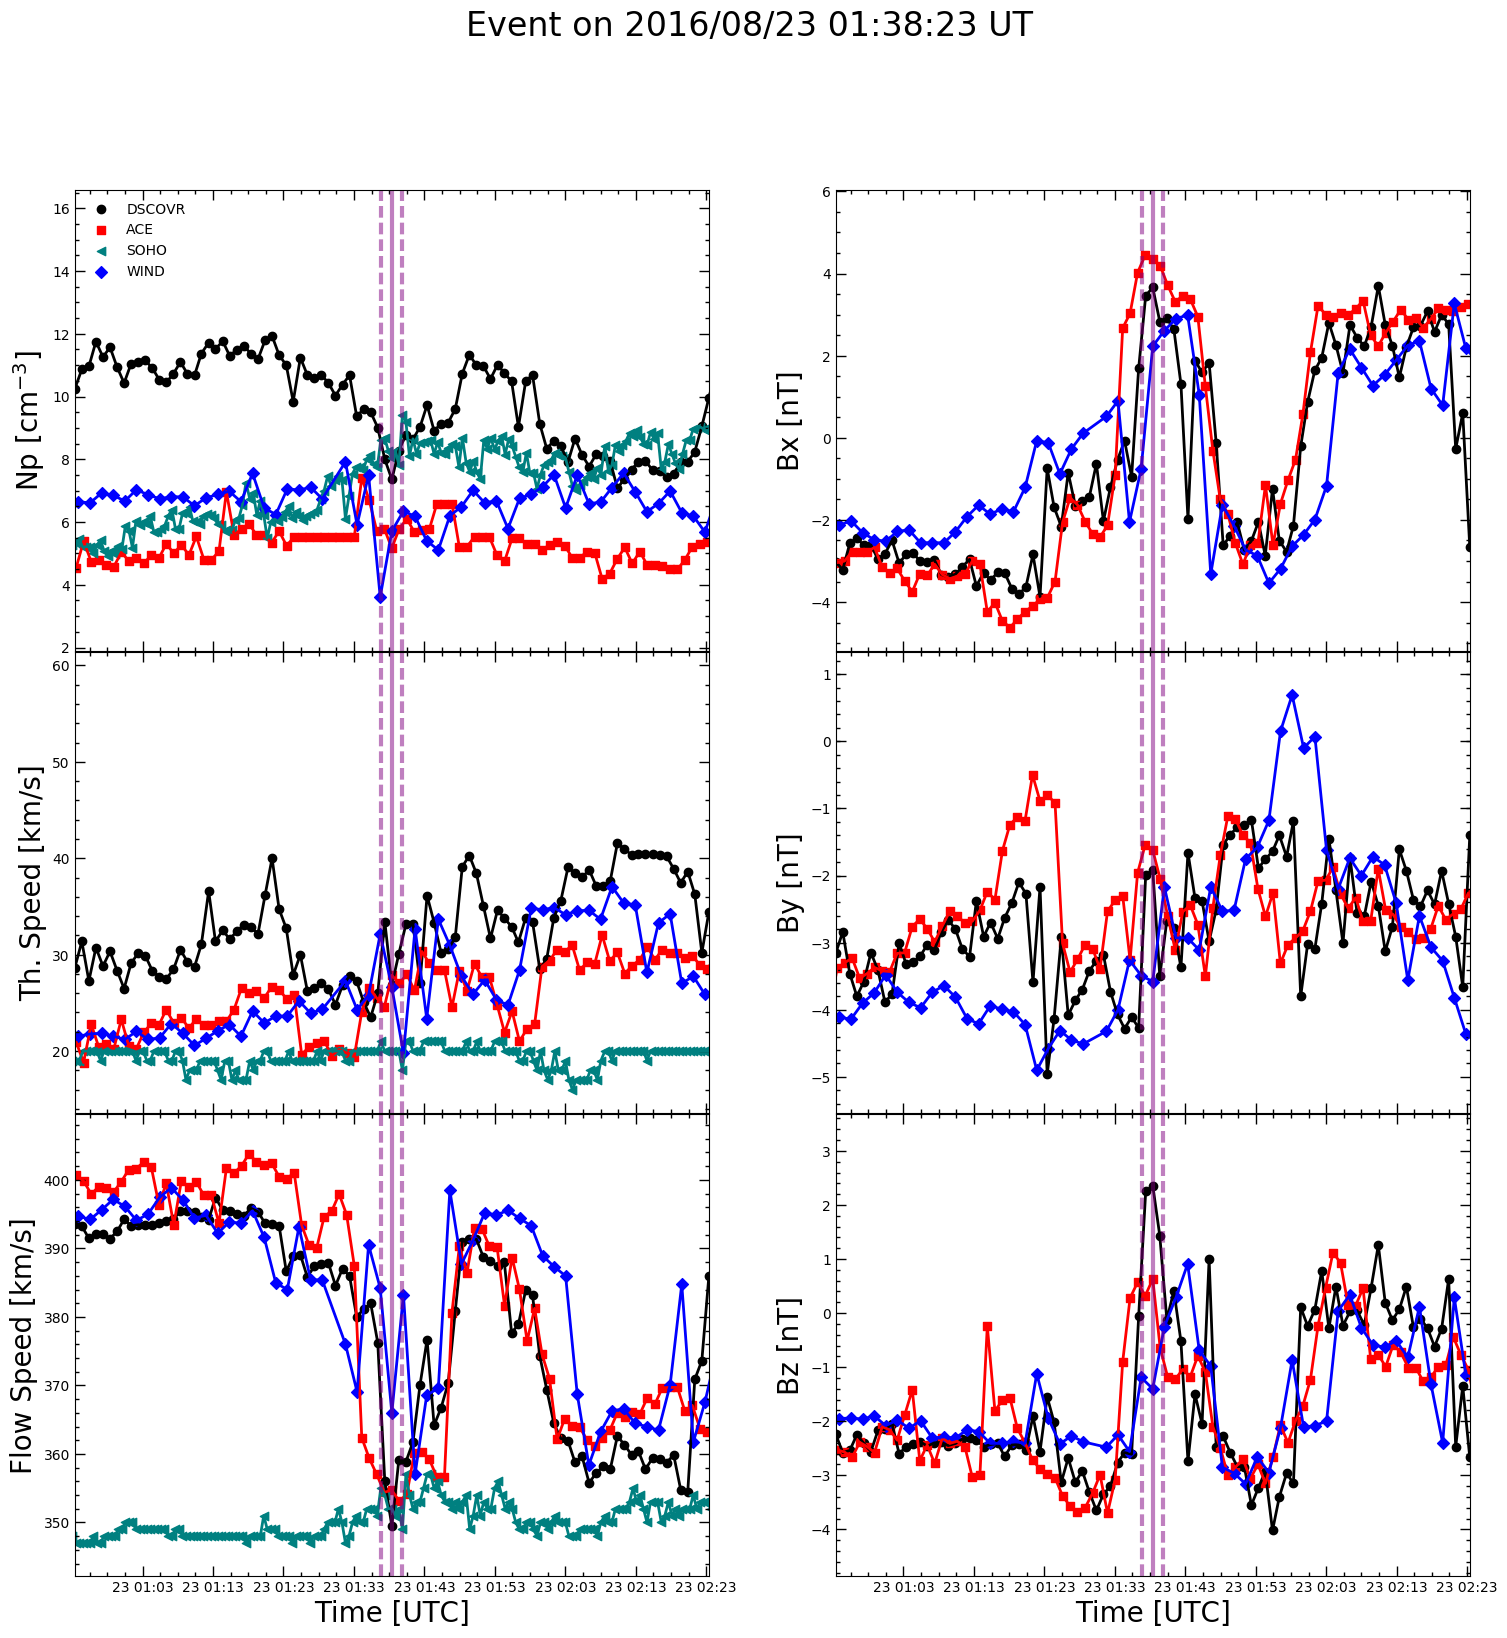 Event on 2016/08/23 01:38:23 UT
DSCOVR
ACE
SOHO
WIND
Np [cm⁻³]
16
14
12
10
8
6
4
2
Th. Speed [km/s]
60
50
40
30
20
Flow Speed [km/s]
400
390
380
370
360
350
23 01:03 23 01:13 23 01:23 23 01:33 23 01:43 23 01:53 23 02:03 23 02:13 23 02:23
Time [UTC]
Bx [nT]
6
4
2
0
−2
−4
By [nT]
1
0
−1
−2
−3
−4
−5
Bz [nT]
3
2
1
0
−1
−2
−3
−4
23 01:03 23 01:13 23 01:23 23 01:33 23 01:43 23 01:53 23 02:03 23 02:13 23 02:23
Time [UTC]